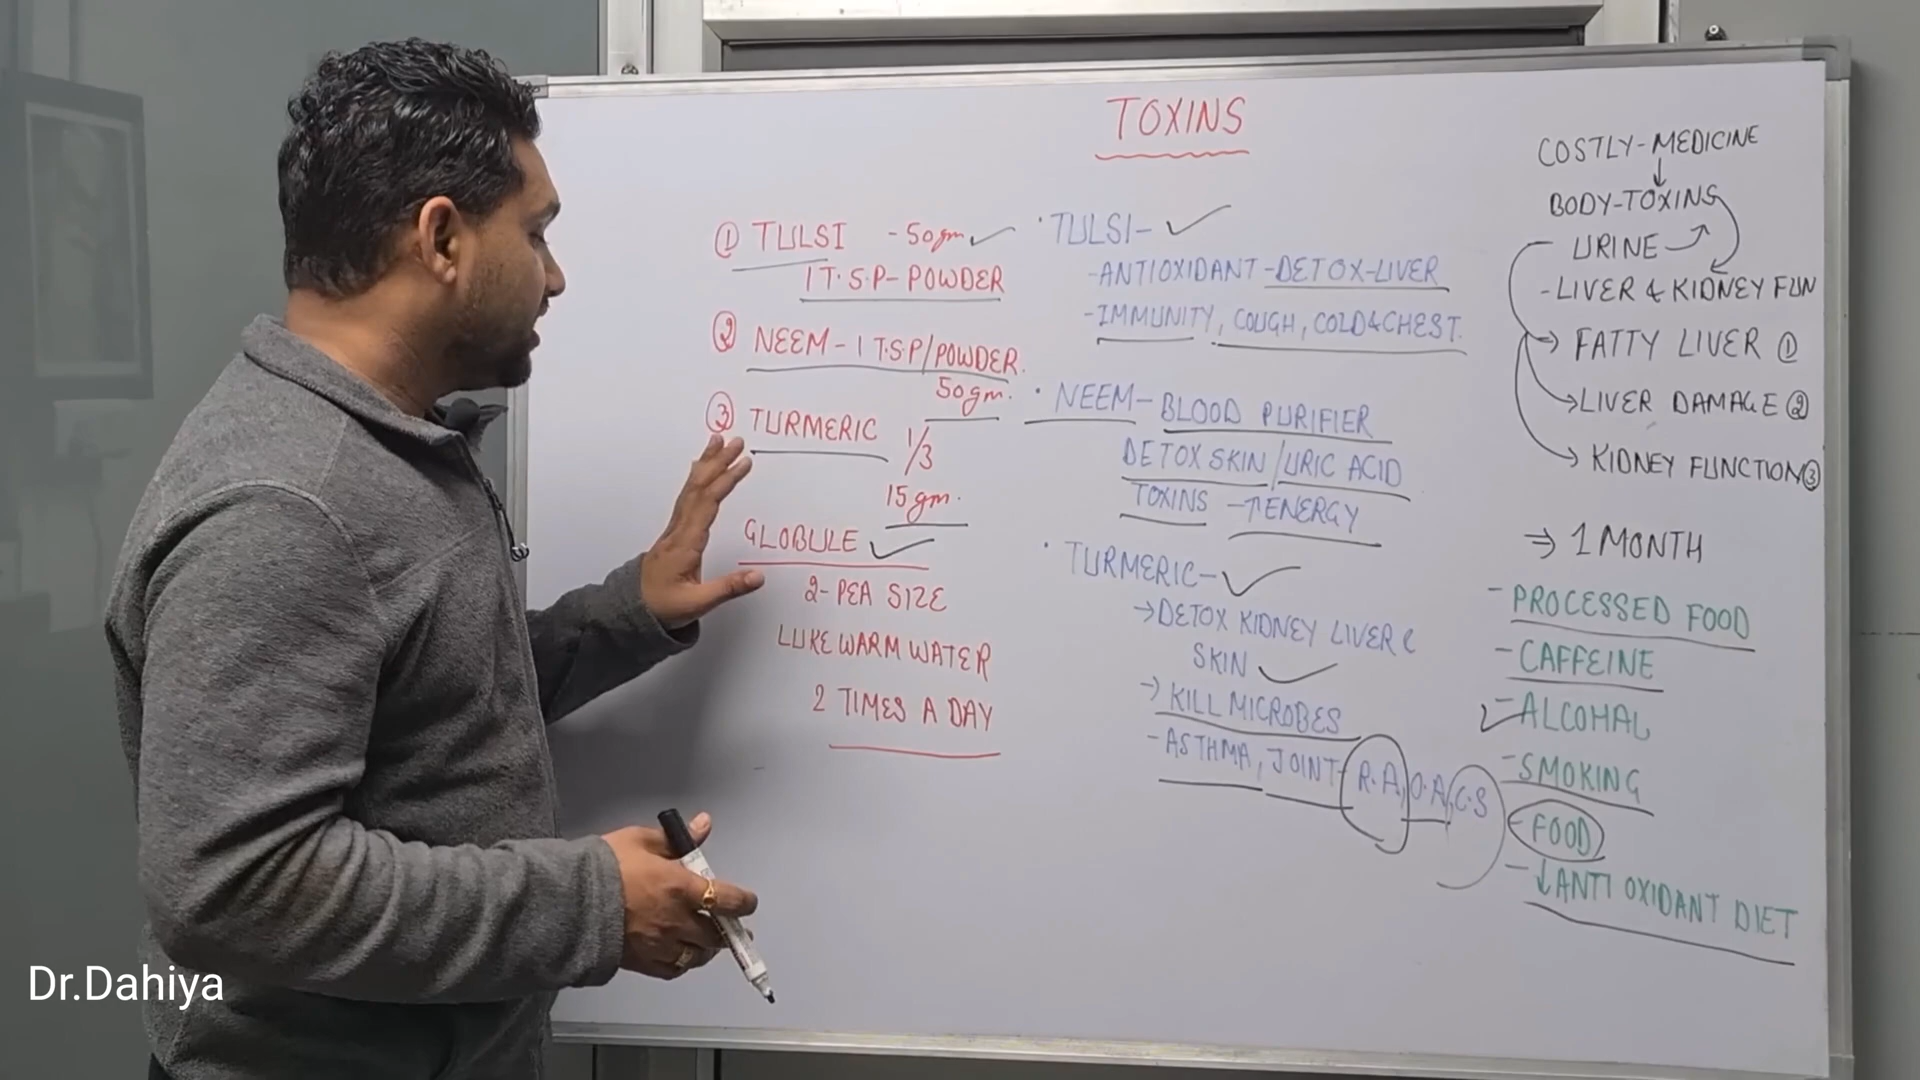 TOXINS
① TULSI - 50gm
1 T.S.P- POWDER
② NEEM - 1 T.S.P/POWDER.
50gm.
③ TURMERIC 1/3
15 gm.
GLOBULE
2- PEA SIZE
LUKE WARM WATER
2 TIMES A DAY
· TULSI-
-ANTIOXIDANT-DETOX-LIVER
-IMMUNITY, COUGH, COLD&CHEST.
· NEEM- BLOOD PURIFIER
DETOX SKIN/URIC ACID
TOXINS -↑ENERGY
· TURMERIC-
→DETOX KIDNEY LIVER &
SKIN
→ KILL MICROBES
-ASTHMA, JOINT- R.A, O.A, C.S
COSTLY-MEDICINE
↓
BODY-TOXINS
URINE
-LIVER & KIDNEY FUN
→ FATTY LIVER ①
→LIVER DAMAGE ②
→ KIDNEY FUNCTION③
⇒ 1 MONTH
- PROCESSED FOOD
- CAFFEINE
- ALCOHAL
- SMOKING
- FOOD
- ↓ANTI OXIDANT DIET
Dr.Dahiya